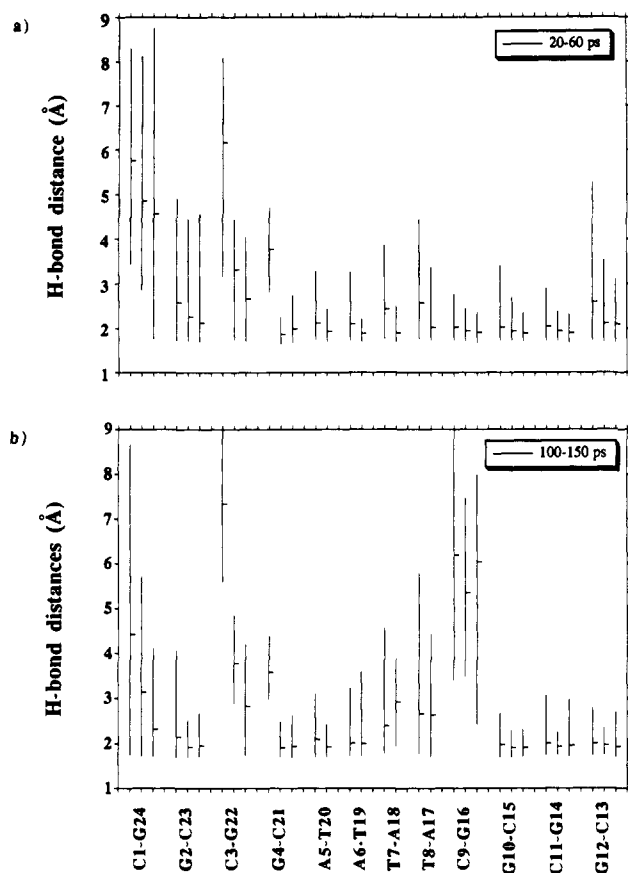 a)
H-bond distance (Å)
9
8
7
6
5
4
3
2
1
20-60 ps
b)
H-bond distances (Å)
9
8
7
6
5
4
3
2
1
100-150 ps
C1-G24
G2-C23
C3-G22
G4-C21
A5-T20
A6-T19
T7-A18
T8-A17
C9-G16
G10-C15
C11-G14
G12-C13